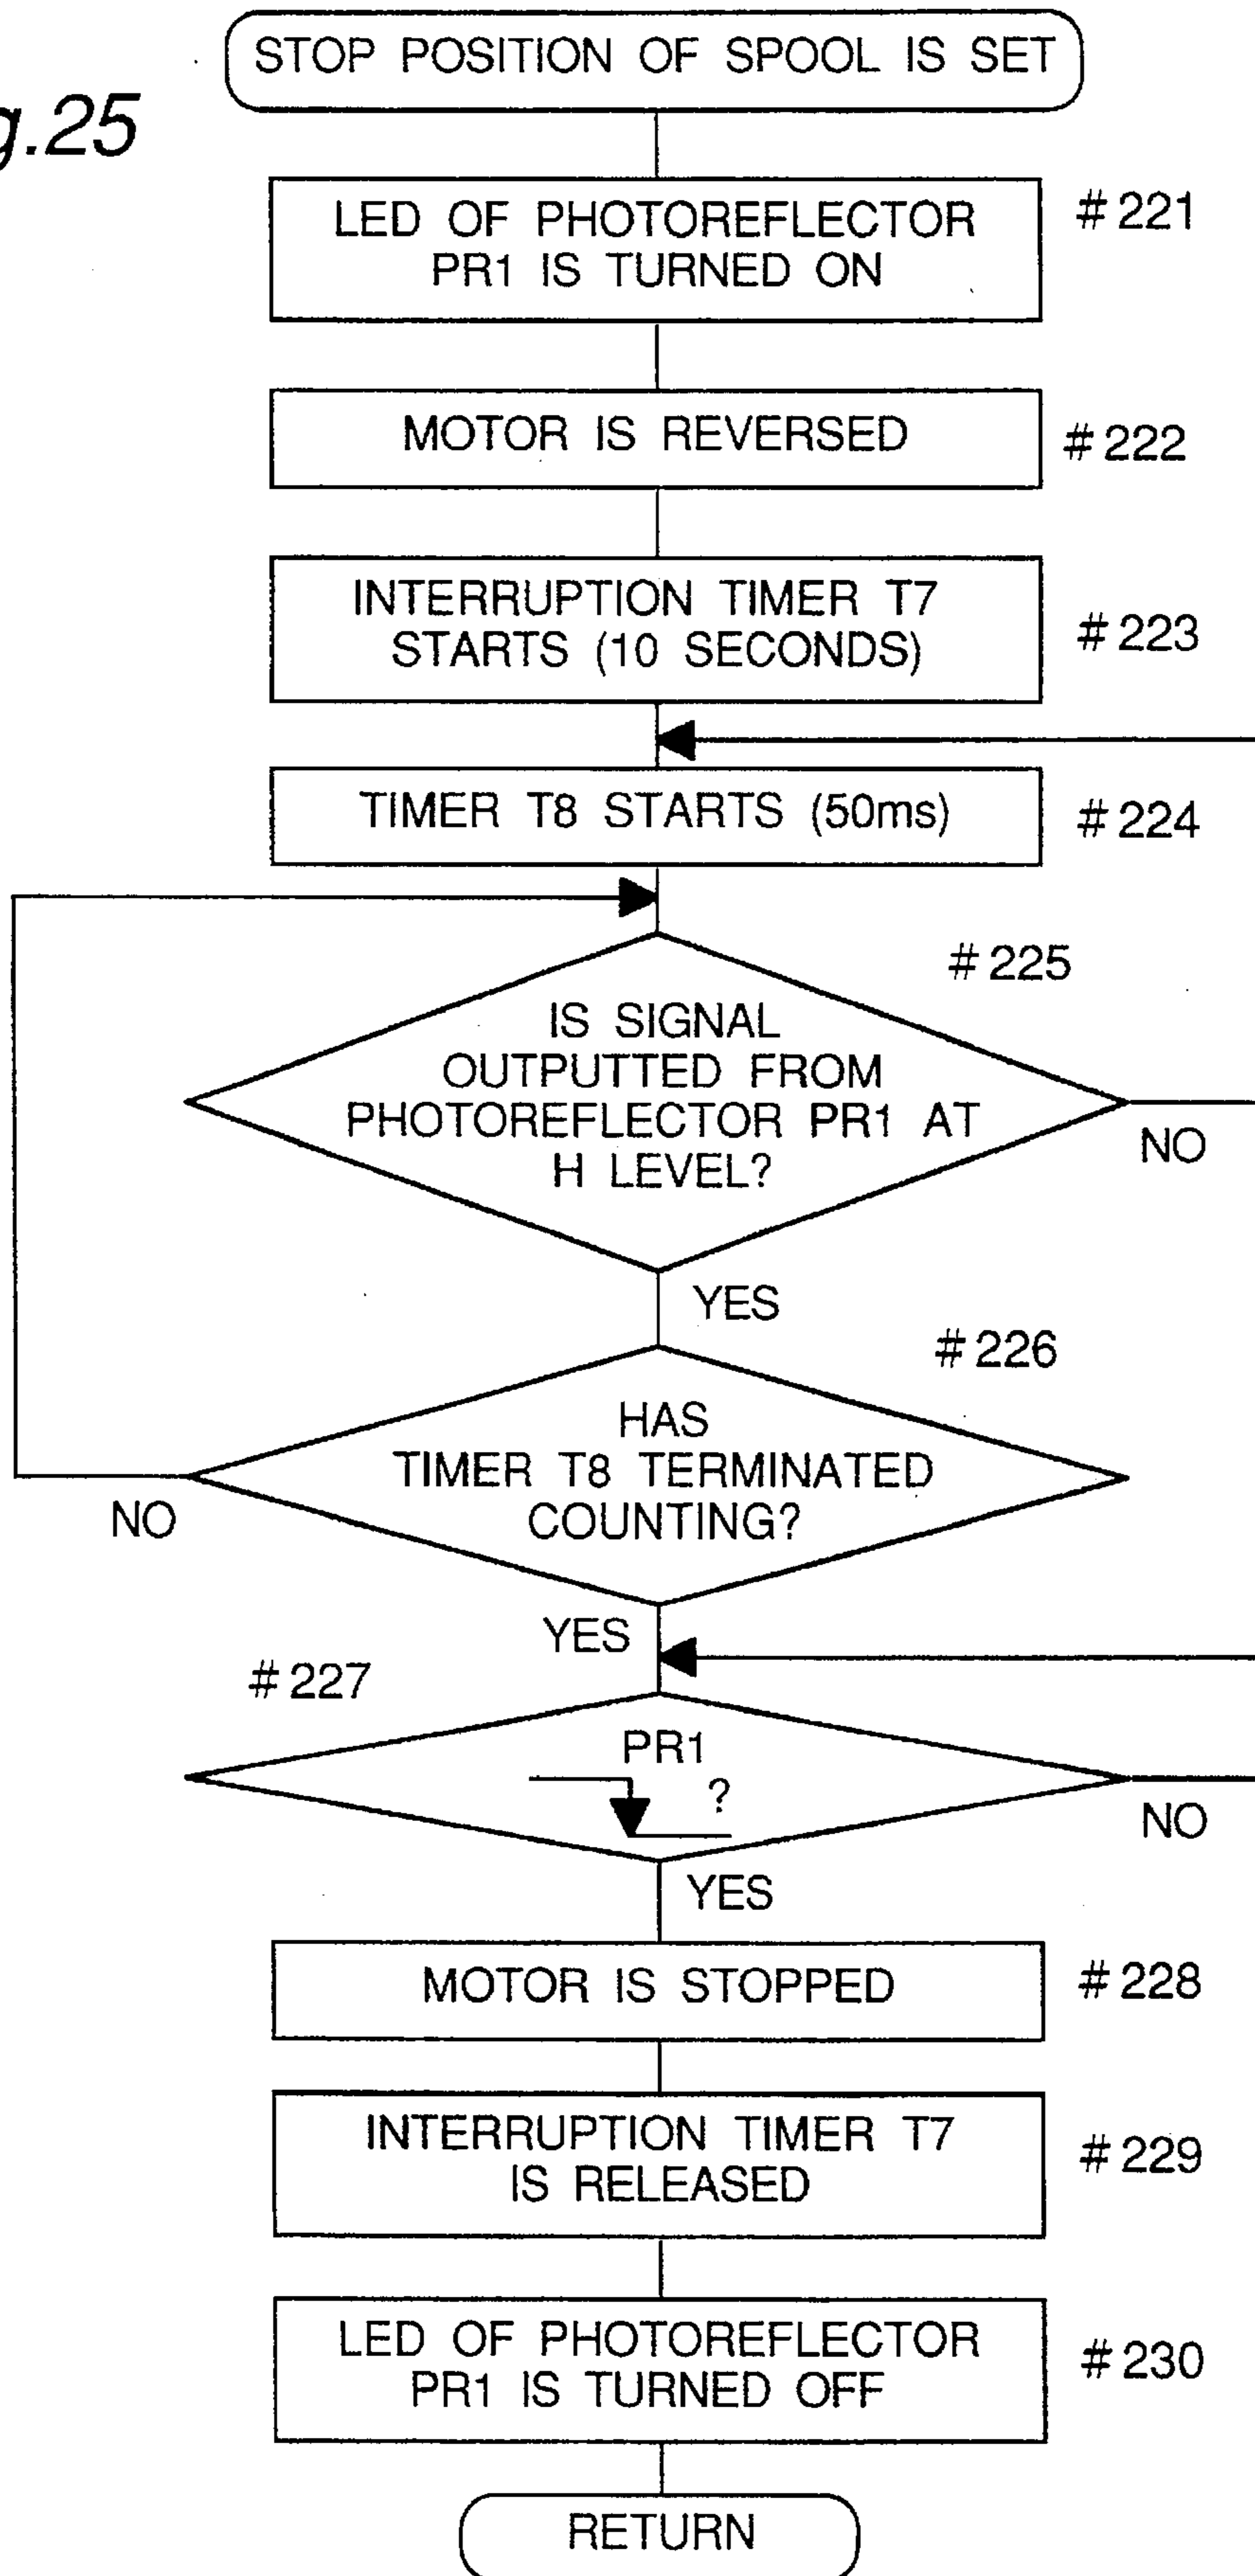 STOP POSITION OF SPOOL IS SET
g.25
LED OF PHOTOREFLECTOR
PR1 IS TURNED ON
#221
MOTOR IS REVERSED
#222
INTERRUPTION TIMER T7
STARTS (10 SECONDS)
#223
TIMER T8 STARTS (50ms)
#224
#225
IS SIGNAL
OUTPUTTED FROM
PHOTOREFLECTOR PR1 AT
H LEVEL?
NO
YES
#226
HAS
TIMER T8 TERMINATED
COUNTING?
NO
YES
#227
PR1
?
NO
YES
MOTOR IS STOPPED
#228
INTERRUPTION TIMER T7
IS RELEASED
#229
LED OF PHOTOREFLECTOR
PR1 IS TURNED OFF
#230
RETURN